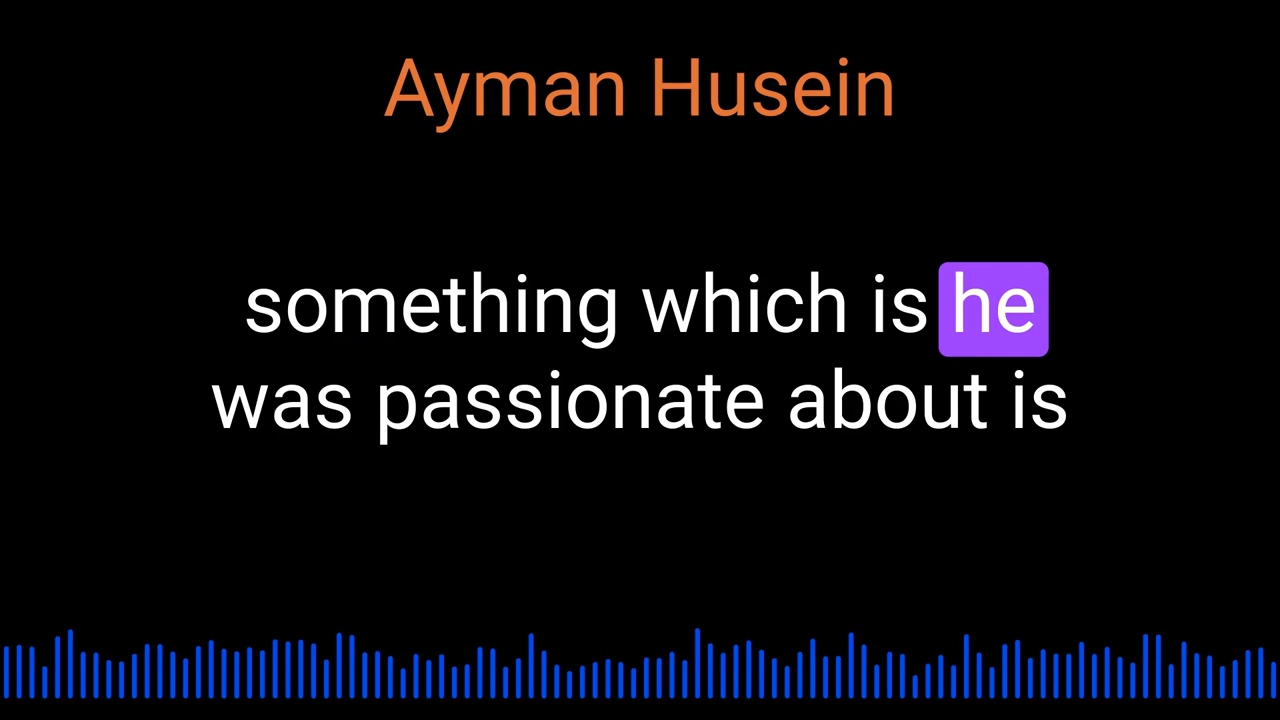 Ayman Husein
something which is he
was passionate about is